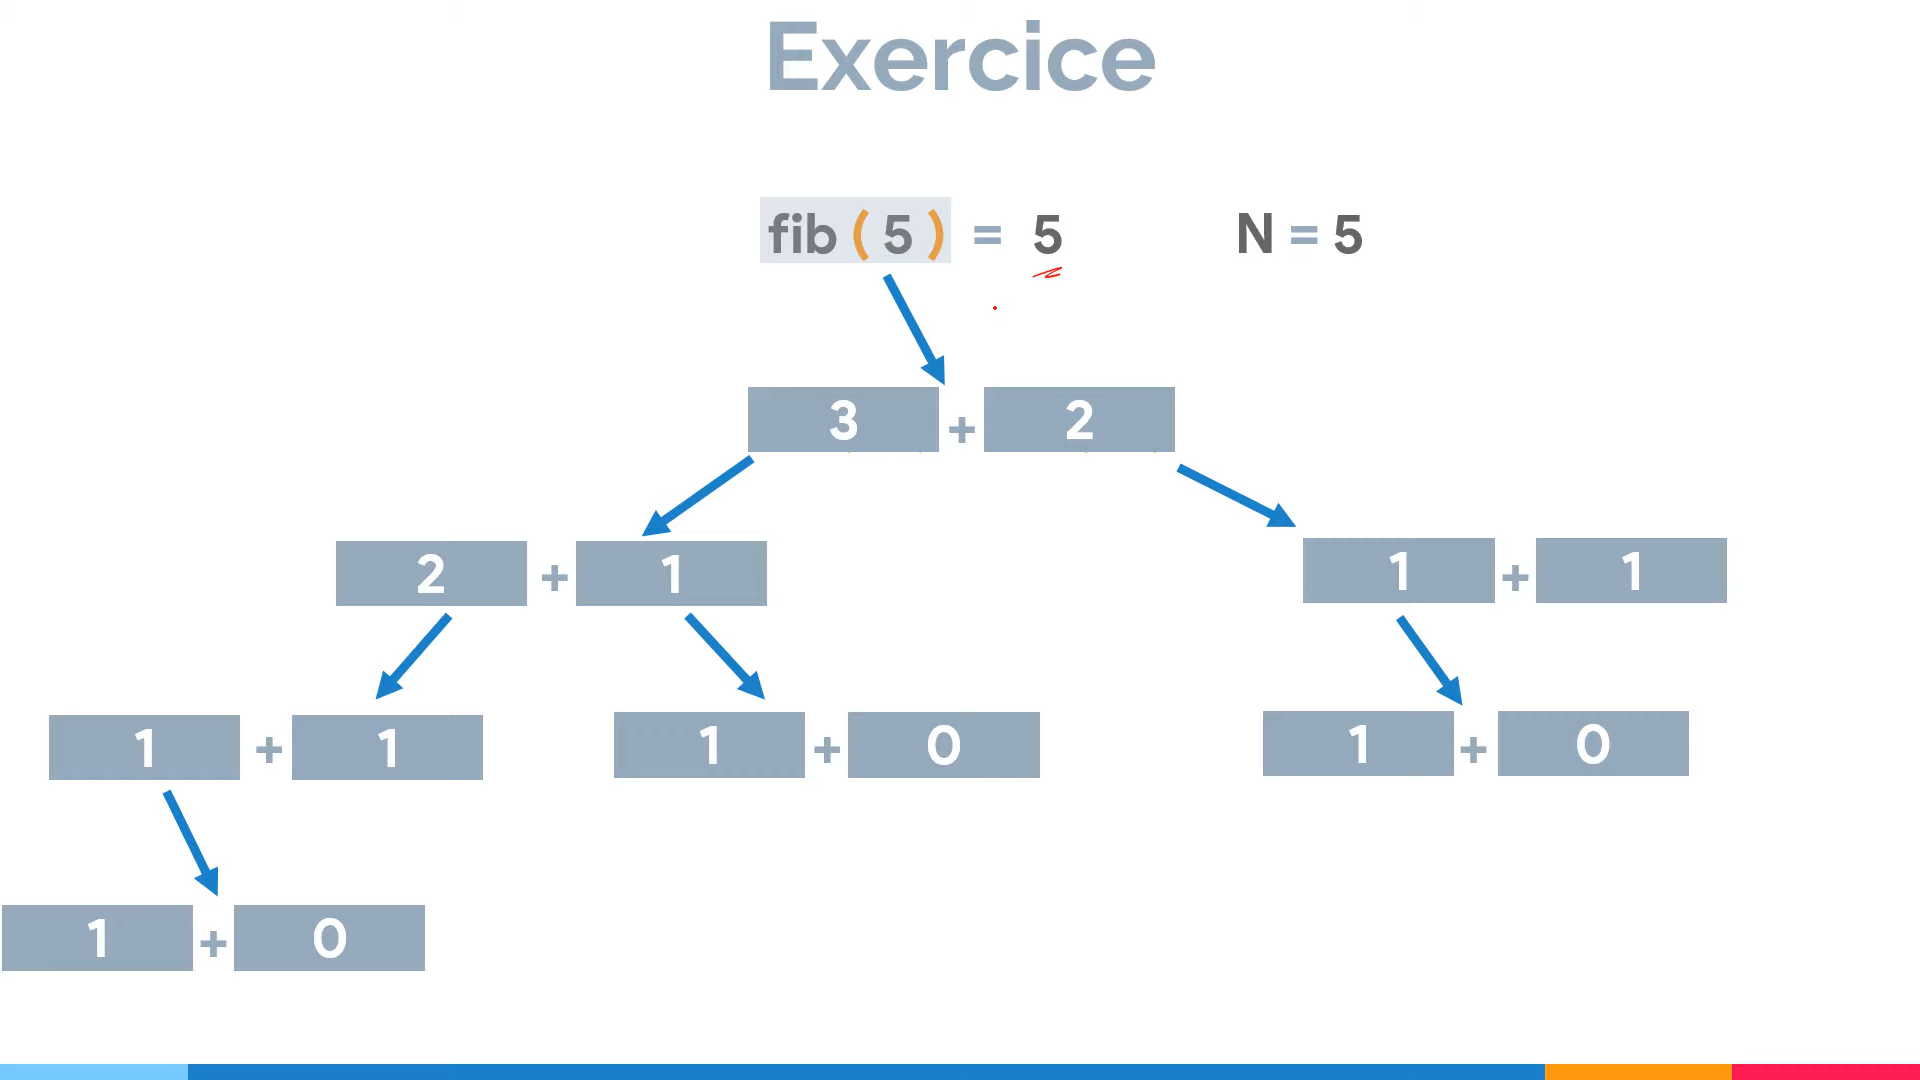 Exercice
fib ( 5 ) = 5
N = 5
3 + 2
2 + 1
1 + 1
1 + 1
1 + 0
1 + 0
1 + 0